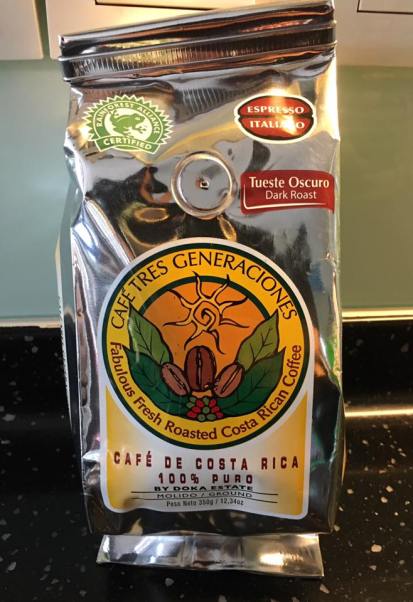 RAINFOREST ALLIANCE
CERTIFIED
ESPRESSO
ITALIANO
Tueste Oscuro
Dark Roast
CAFÉ TRES GENERACIONES
Fabulous Fresh Roasted Costa Rican Coffee
CAFÉ DE COSTA RICA
100% PURO
BY DOKA ESTATE
MOLIDO / GROUND
Peso Neto 350g / 12,34oz